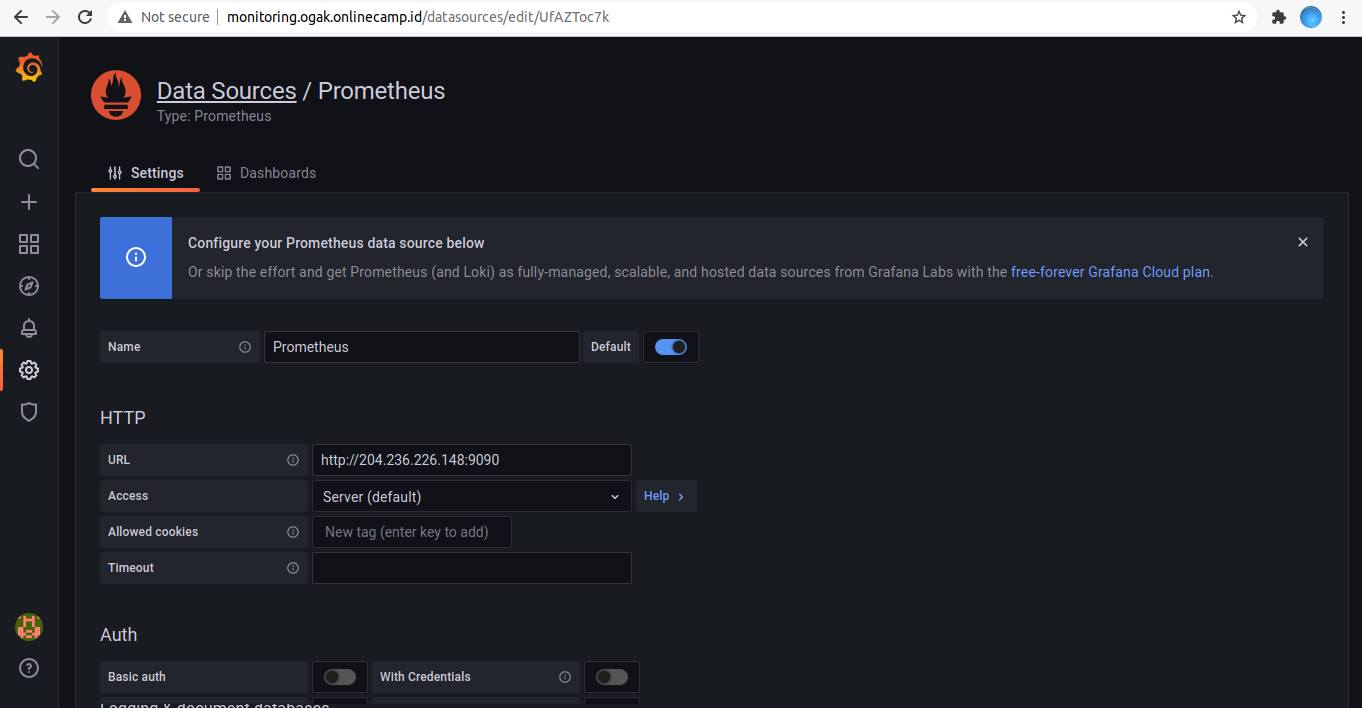 Not secure | monitoring.ogak.onlinecamp.id/datasources/edit/UfAZToc7k
Data Sources / Prometheus
Type: Prometheus
Settings Dashboards
Configure your Prometheus data source below
Or skip the effort and get Prometheus (and Loki) as fully-managed, scalable, and hosted data sources from Grafana Labs with the free-forever Grafana Cloud plan.
Name Prometheus Default
HTTP
URL http://204.236.226.148:9090
Access Server (default) Help
Allowed cookies New tag (enter key to add)
Timeout
Auth
Basic auth With Credentials
Logging & document databases